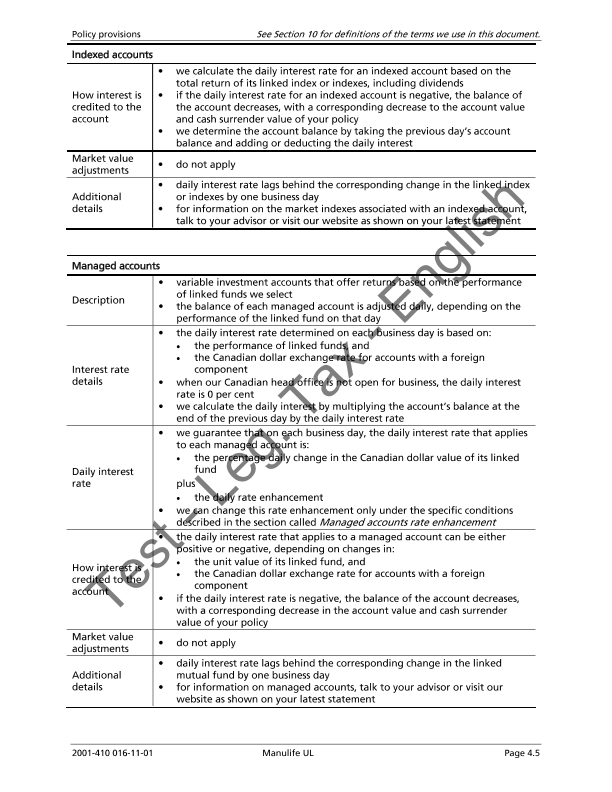 Policy provisions See Section 10 for definitions of the terms we use in this document.
Indexed accounts
How interest is
credited to the
account
• we calculate the daily interest rate for an indexed account based on the
total return of its linked index or indexes, including dividends
• if the daily interest rate for an indexed account is negative, the balance of
the account decreases, with a corresponding decrease to the account value
and cash surrender value of your policy
• we determine the account balance by taking the previous day’s account
balance and adding or deducting the daily interest
Market value
adjustments
• do not apply
Additional
details
• daily interest rate lags behind the corresponding change in the linked index
or indexes by one business day
• for information on the market indexes associated with an indexed account,
talk to your advisor or visit our website as shown on your latest statement
Managed accounts
Description
• variable investment accounts that offer returns based on the performance
of linked funds we select
• the balance of each managed account is adjusted daily, depending on the
performance of the linked fund on that day
Interest rate
details
• the daily interest rate determined on each business day is based on:
• the performance of linked funds, and
• the Canadian dollar exchange rate for accounts with a foreign
component
• when our Canadian head office is not open for business, the daily interest
rate is 0 per cent
• we calculate the daily interest by multiplying the account’s balance at the
end of the previous day by the daily interest rate
Daily interest
rate
• we guarantee that on each business day, the daily interest rate that applies
to each managed account is:
• the percentage daily change in the Canadian dollar value of its linked
fund
plus
• the daily rate enhancement
• we can change this rate enhancement only under the specific conditions
described in the section called Managed accounts rate enhancement
How interest is
credited to the
account
• the daily interest rate that applies to a managed account can be either
positive or negative, depending on changes in:
• the unit value of its linked fund, and
• the Canadian dollar exchange rate for accounts with a foreign
component
• if the daily interest rate is negative, the balance of the account decreases,
with a corresponding decrease in the account value and cash surrender
value of your policy
Market value
adjustments
• do not apply
Additional
details
• daily interest rate lags behind the corresponding change in the linked
mutual fund by one business day
• for information on managed accounts, talk to your advisor or visit our
website as shown on your latest statement
Test - Leg. Tax - English
2001-410 016-11-01 Manulife UL Page 4.5